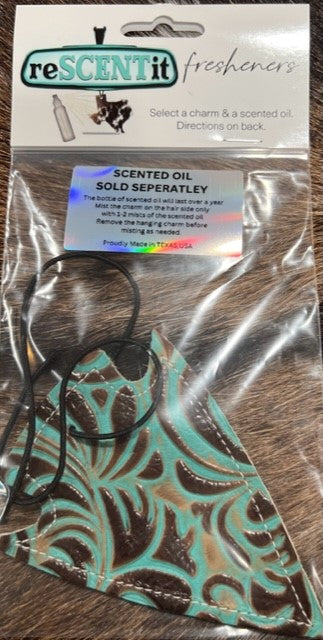 reSCENTit fresheners
Select a charm & a scented oil.
Directions on back.
SCENTED OIL
SOLD SEPERATLEY
The bottle of scented oil will last over a year
Mist the charm on the hair side only
with 1-2 mists of the scented oil
Remove the hanging charm before
misting as needed.
Proudly Made in TEXAS, USA